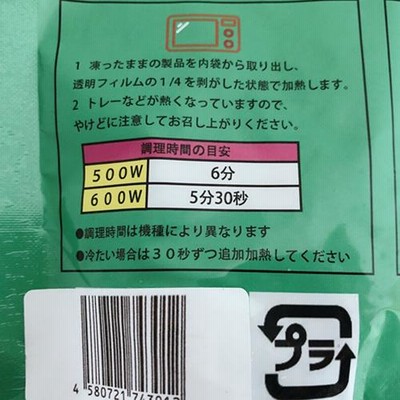 1 凍ったままの製品を内袋から取り出し、
透明フィルムの1/4を剥がした状態で加熱します。
2 トレーなどが熱くなっていますので、
やけどに注意してお召し上がりください。
調理時間の目安
500W 6分
600W 5分30秒
●調理時間は機種により異なります
●冷たい場合は30秒ずつ追加加熱してください
プラ
4 580721